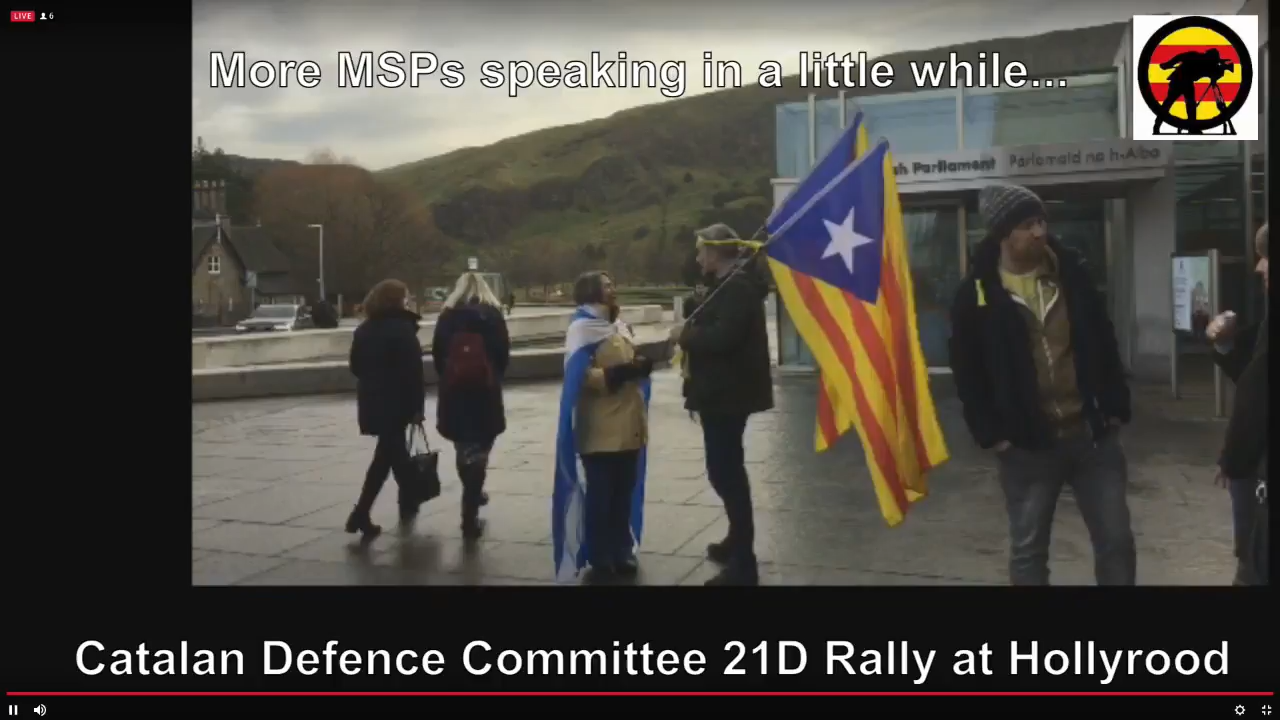 LIVE 6
More MSPs speaking in a little while...
sh Parliament Pàrlamaid na h-Alba
Catalan Defence Committee 21D Rally at Hollyrood